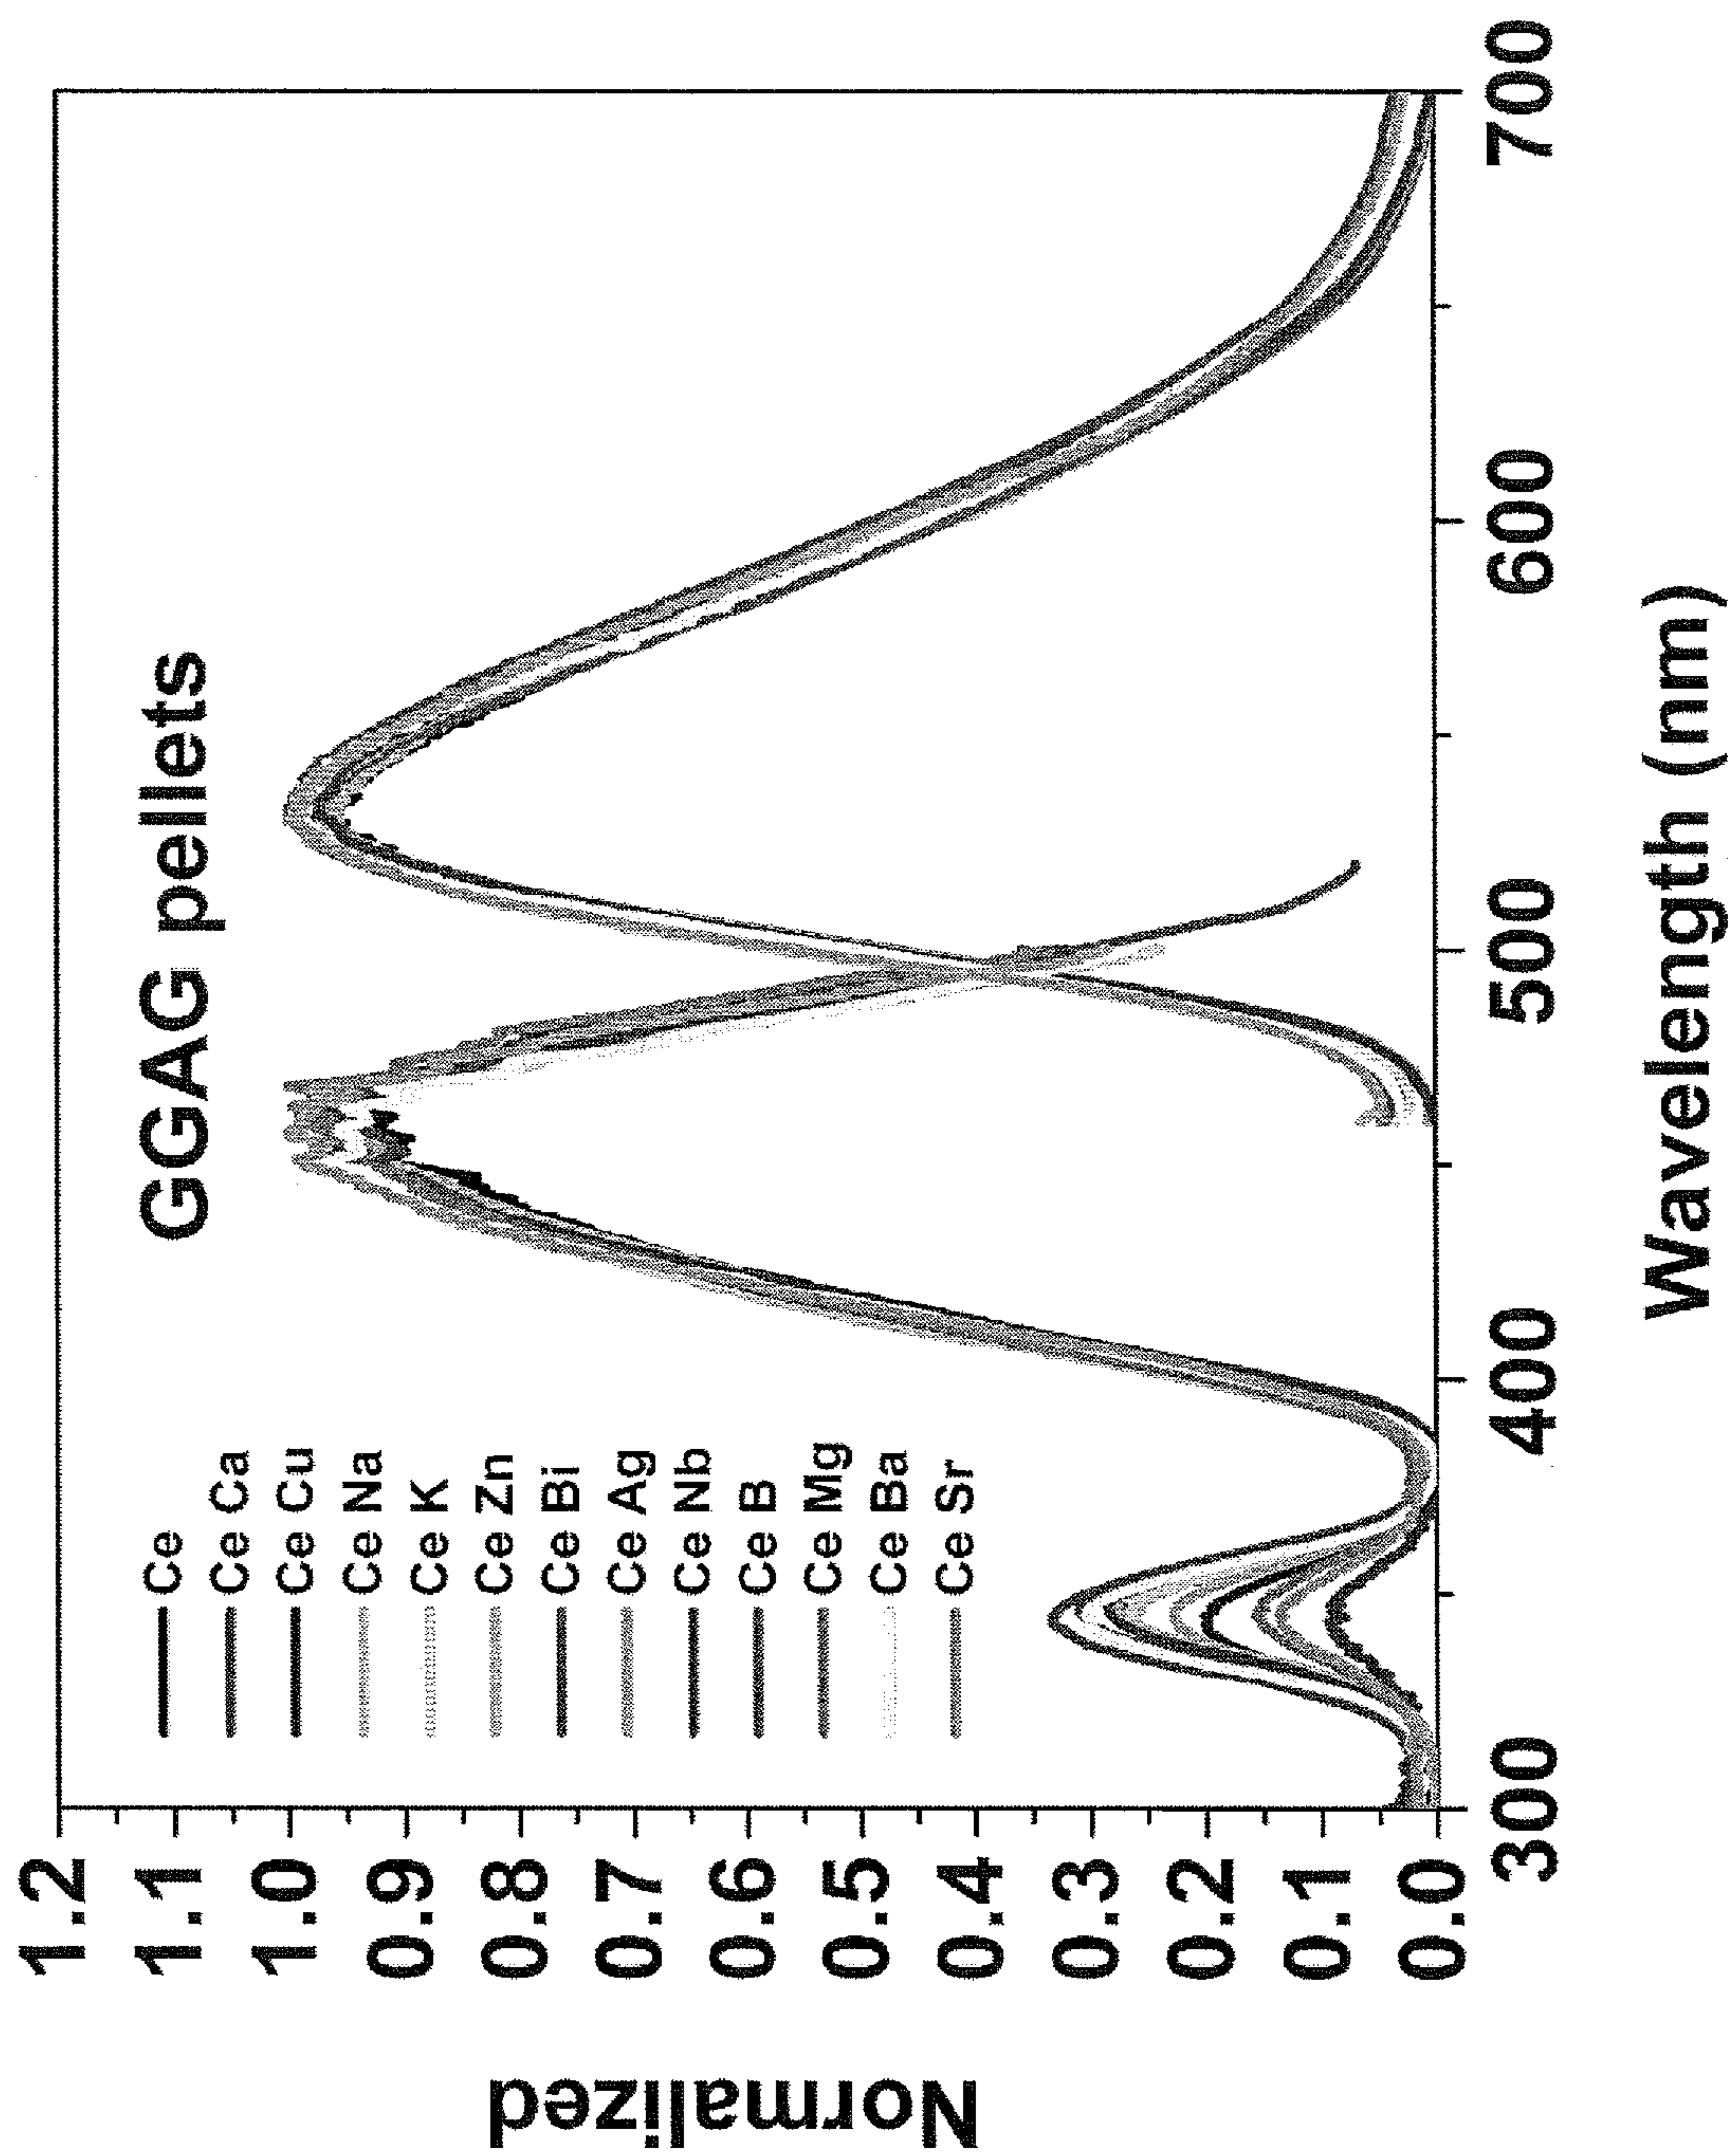 GGAG pellets
Ce
Ce Ca
Ce Cu
Ce Na
Ce K
Ce Zn
Ce Bi
Ce Ag
Ce Nb
Ce B
Ce Mg
Ce Ba
Ce Sr
Normalized
1.2
1.1
1.0
0.9
0.8
0.7
0.6
0.5
0.4
0.3
0.2
0.1
0.0
300
400
500
600
700
Wavelength (nm)